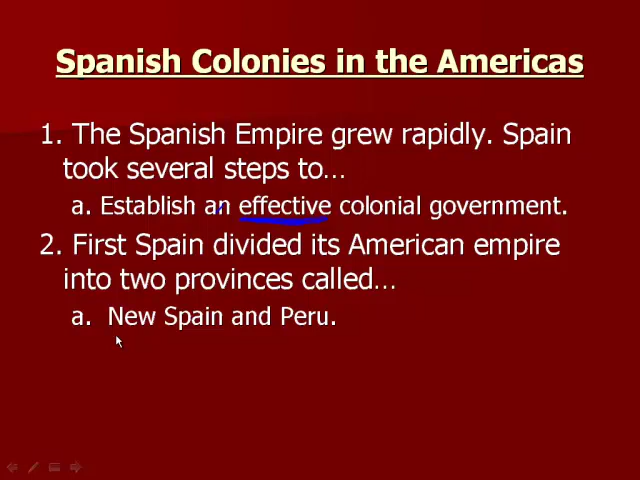 Spanish Colonies in the Americas
1. The Spanish Empire grew rapidly. Spain
took several steps to…
a. Establish an effective colonial government.
2. First Spain divided its American empire
into two provinces called…
a. New Spain and Peru.